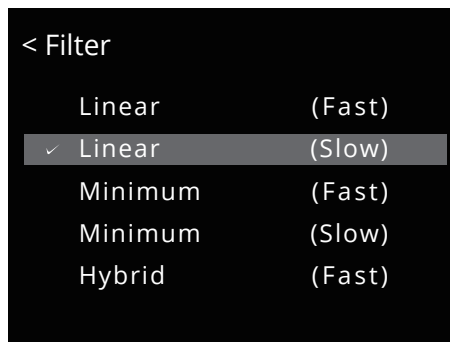 < Filter
Linear (Fast)
✓ Linear (Slow)
Minimum (Fast)
Minimum (Slow)
Hybrid (Fast)